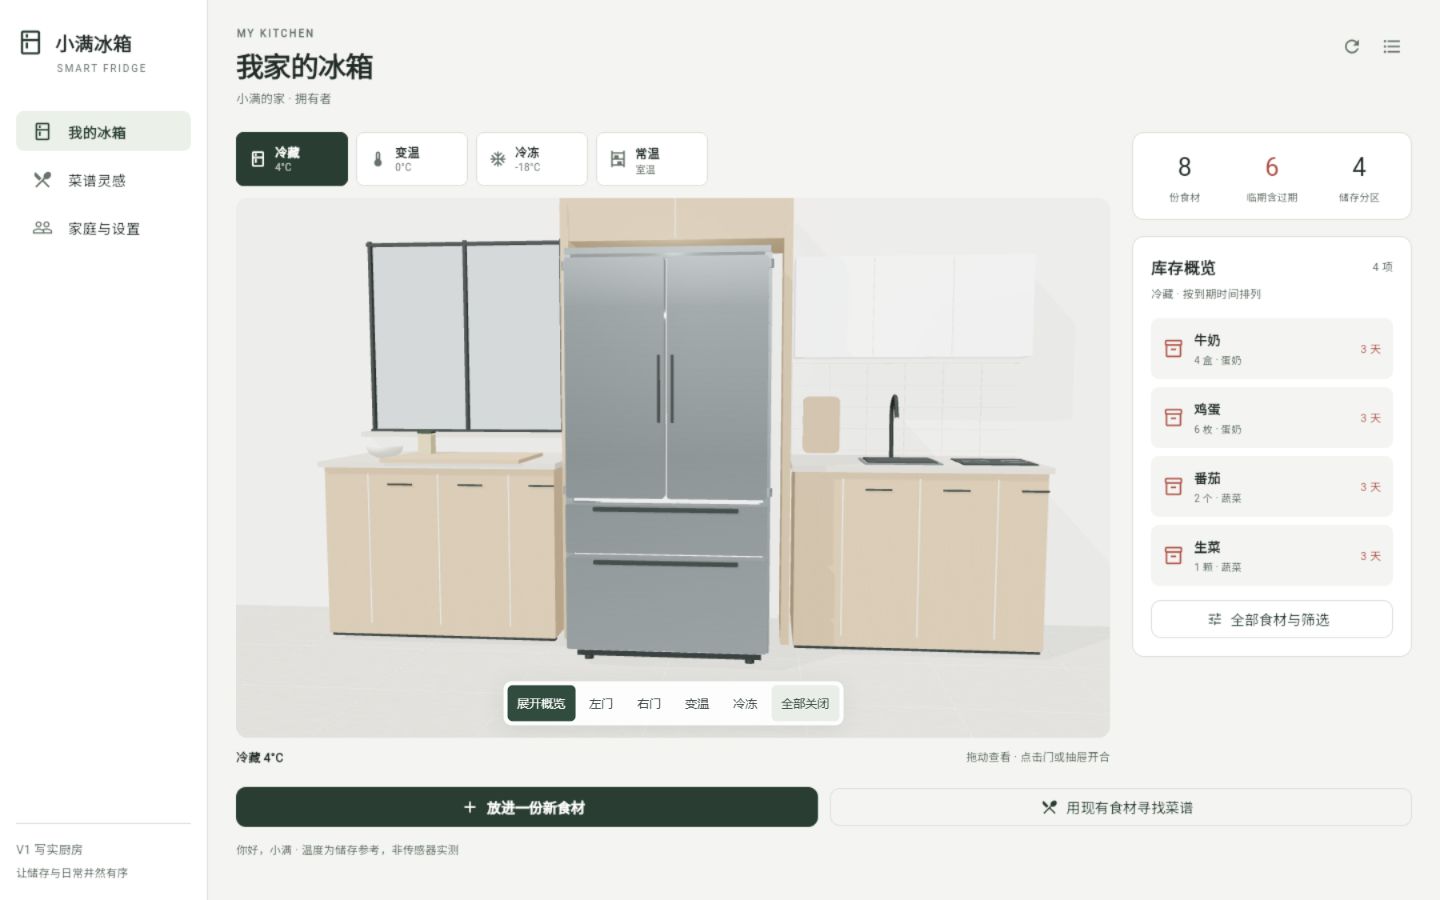 小满冰箱
SMART FRIDGE
我的冰箱
菜谱灵感
家庭与设置
V1 写实厨房
让储存与日常井然有序
MY KITCHEN
我家的冰箱
小满的家 · 拥有者
冷藏
4°C
变温
0°C
冷冻
-18°C
常温
室温
展开概览
左门
右门
变温
冷冻
全部关闭
冷藏 4°C
拖动查看 · 点击门或抽屉开合
8
份食材
6
临期含过期
4
储存分区
库存概览
4 项
冷藏 · 按到期时间排列
牛奶
4 盒 · 蛋奶
3 天
鸡蛋
6 枚 · 蛋奶
3 天
番茄
2 个 · 蔬菜
3 天
生菜
1 颗 · 蔬菜
3 天
全部食材与筛选
放进一份新食材
用现有食材寻找菜谱
你好，小满 · 温度为储存参考，非传感器实测